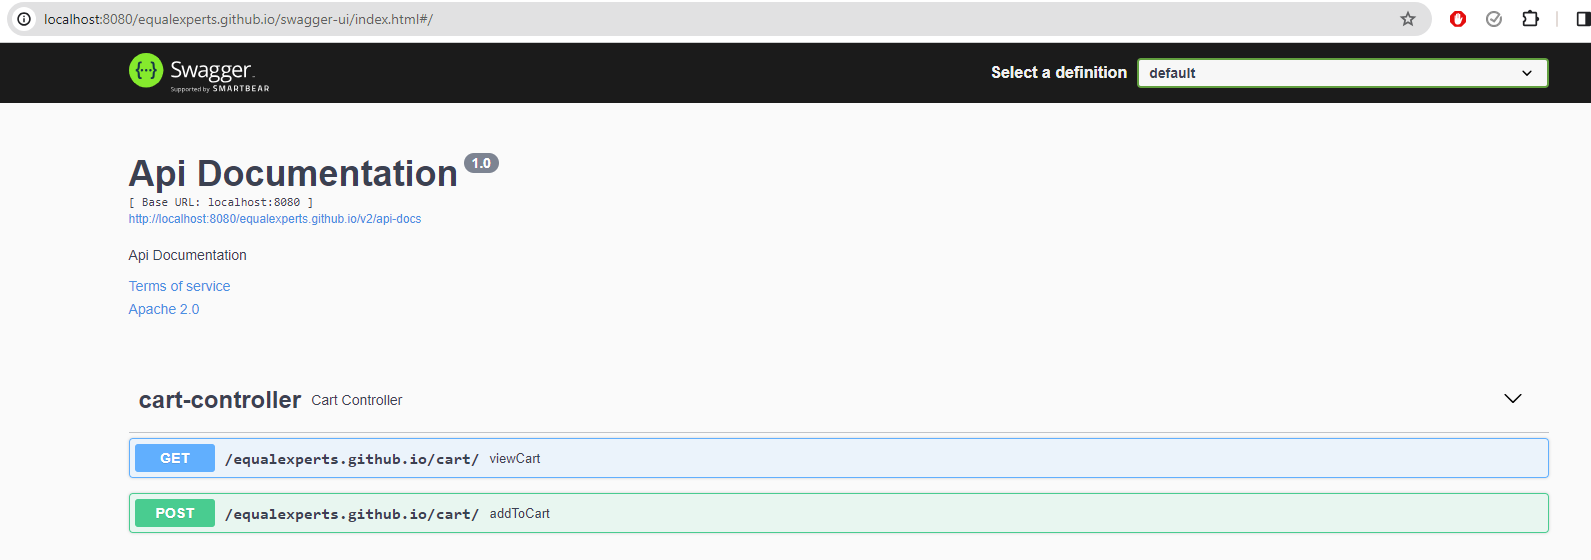 localhost:8080/equalexperts.github.io/swagger-ui/index.html#/
{··} Swagger™
Supported by SMARTBEAR
Select a definition
default
Api Documentation 1.0
[ Base URL: localhost:8080 ]
http://localhost:8080/equalexperts.github.io/v2/api-docs
Api Documentation
Terms of service
Apache 2.0
cart-controller Cart Controller
GET /equalexperts.github.io/cart/ viewCart
POST /equalexperts.github.io/cart/ addToCart